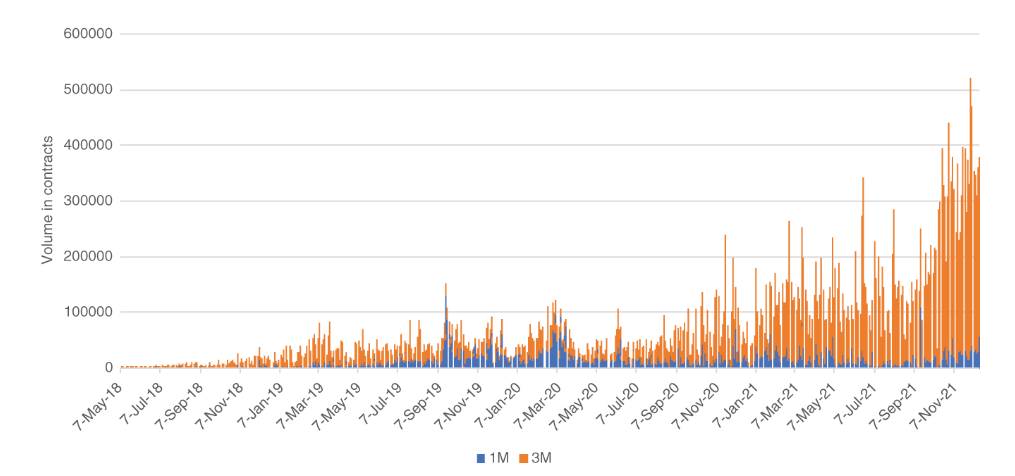 600000
500000
400000
300000
200000
100000
0
Volume in contracts
7-May-18
7-Jul-18
7-Sep-18
7-Nov-18
7-Jan-19
7-Mar-19
7-May-19
7-Jul-19
7-Sep-19
7-Nov-19
7-Jan-20
7-Mar-20
7-May-20
7-Jul-20
7-Sep-20
7-Nov-20
7-Jan-21
7-Mar-21
7-May-21
7-Jul-21
7-Sep-21
7-Nov-21
1M 3M